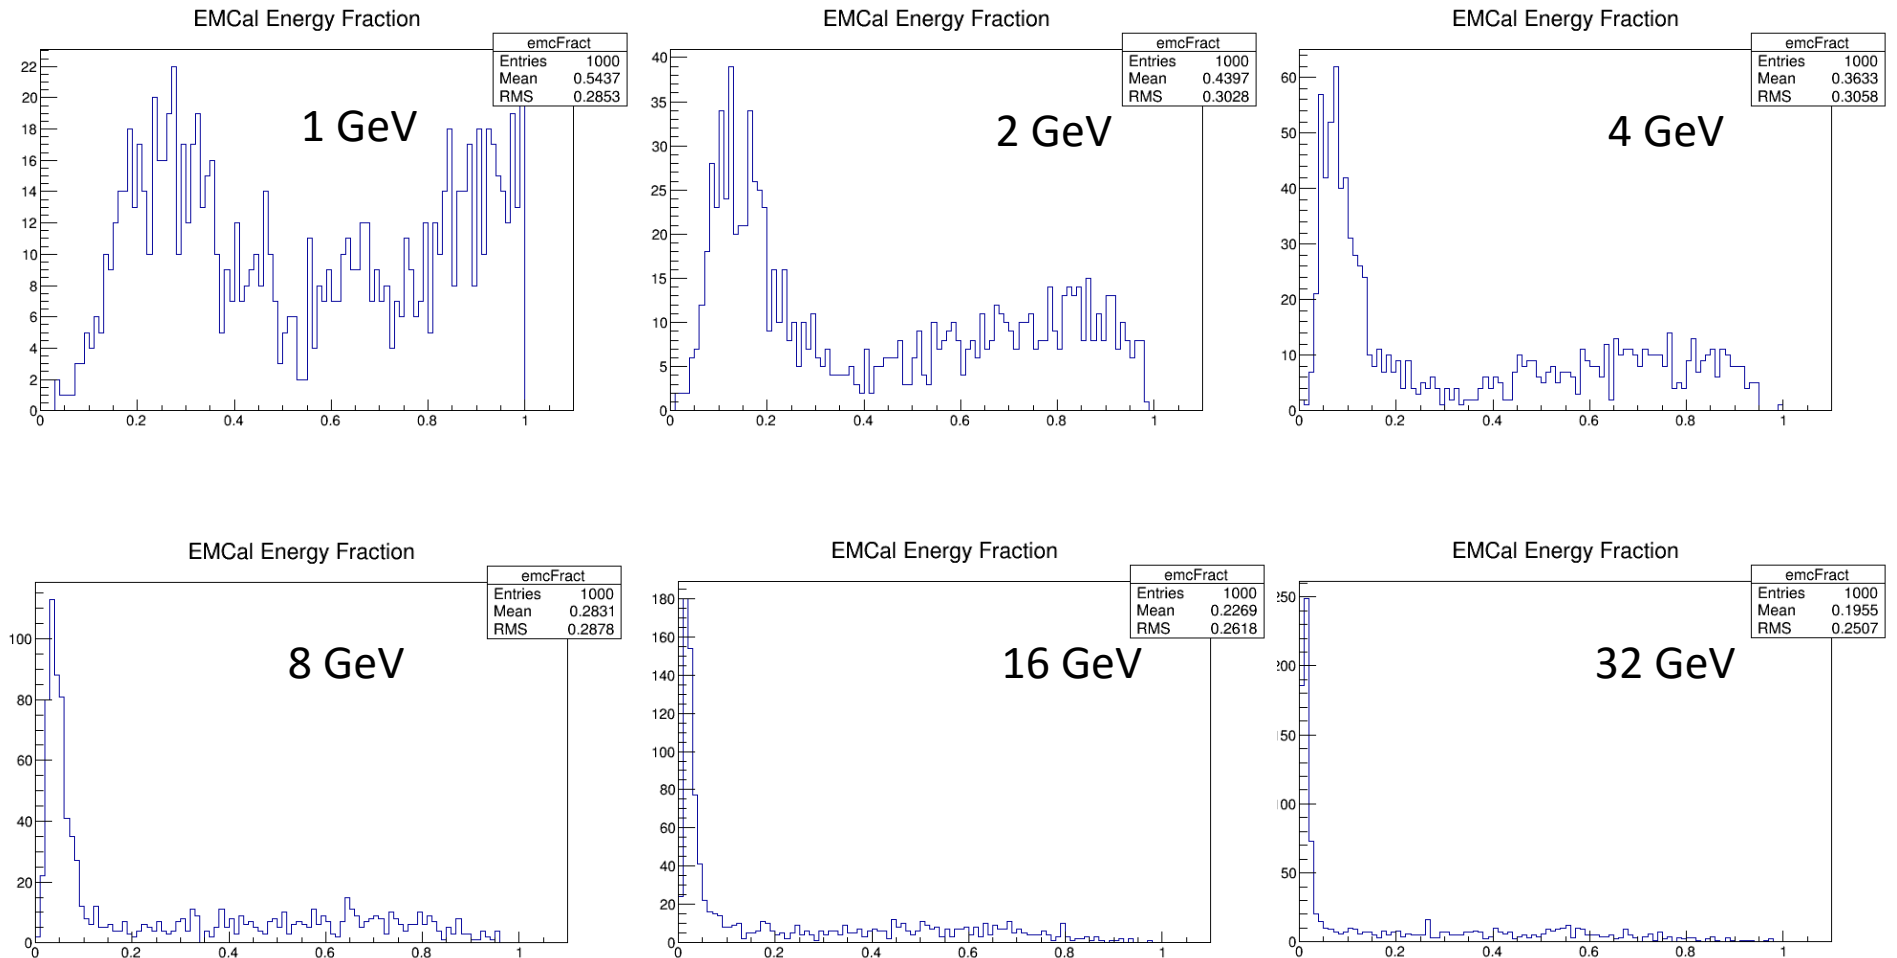 EMCal Energy Fraction
emcFract
Entries 1000
Mean 0.5437
RMS 0.2853
1 GeV
22
20
18
16
14
12
10
8
6
4
2
0
0 0.2 0.4 0.6 0.8 1
EMCal Energy Fraction
emcFract
Entries 1000
Mean 0.4397
RMS 0.3028
2 GeV
40
35
30
25
20
15
10
5
0
0 0.2 0.4 0.6 0.8 1
EMCal Energy Fraction
emcFract
Entries 1000
Mean 0.3633
RMS 0.3058
4 GeV
60
50
40
30
20
10
0
0 0.2 0.4 0.6 0.8 1
EMCal Energy Fraction
emcFract
Entries 1000
Mean 0.2831
RMS 0.2878
8 GeV
100
80
60
40
20
0
0 0.2 0.4 0.6 0.8 1
EMCal Energy Fraction
emcFract
Entries 1000
Mean 0.2269
RMS 0.2618
16 GeV
180
160
140
120
100
80
60
40
20
0
0 0.2 0.4 0.6 0.8 1
EMCal Energy Fraction
emcFract
Entries 1000
Mean 0.1955
RMS 0.2507
32 GeV
250
200
150
100
50
0
0 0.2 0.4 0.6 0.8 1